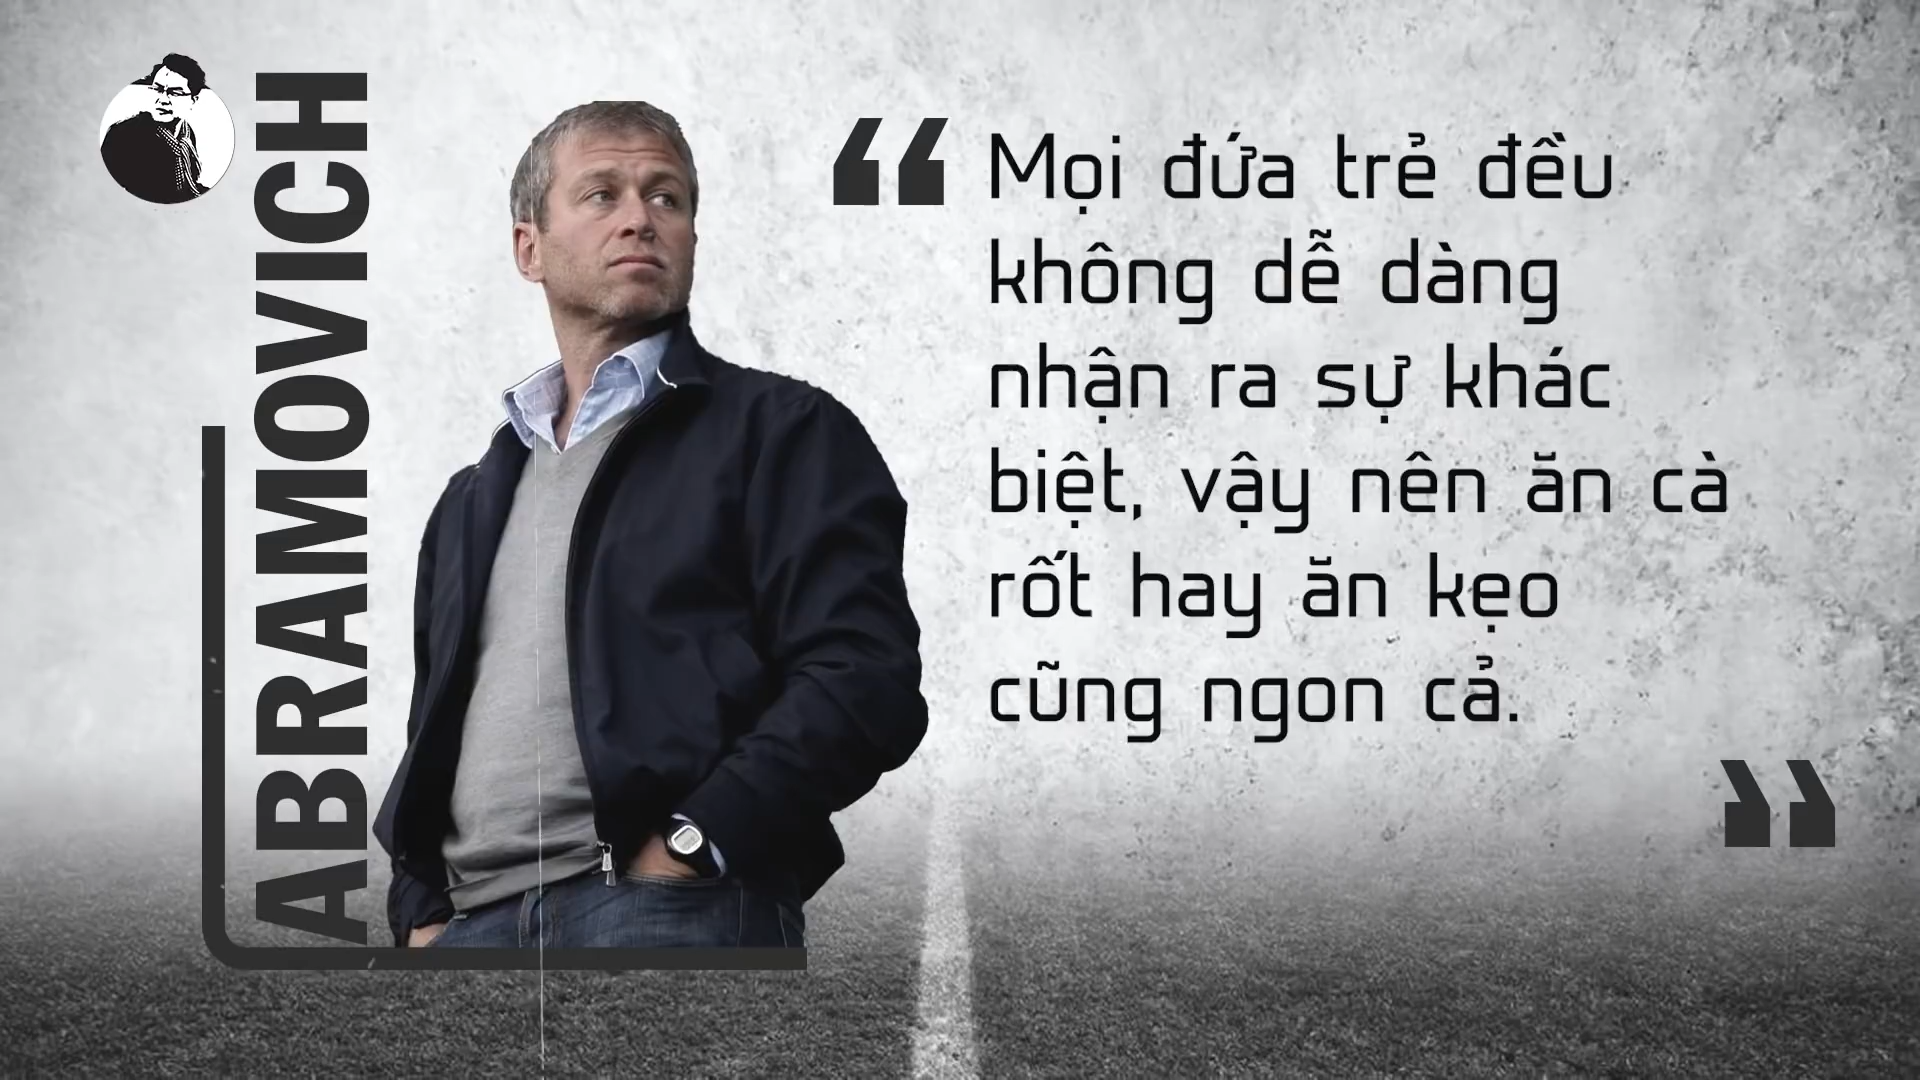 ABRAMOVICH
“ Mọi đứa trẻ đều
không dễ dàng
nhận ra sự khác
biệt, vậy nên ăn cà
rốt hay ăn kẹo
cũng ngon cả.
”